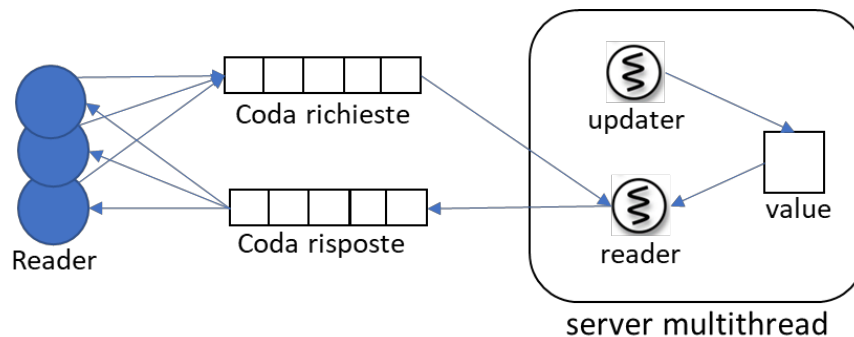 Coda richieste
updater
Coda risposte
value
Reader
reader
server multithread